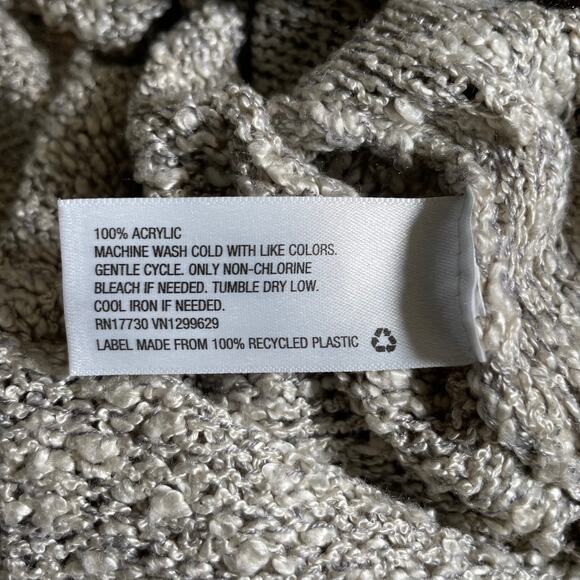 100% ACRYLIC
MACHINE WASH COLD WITH LIKE COLORS.
GENTLE CYCLE. ONLY NON-CHLORINE
BLEACH IF NEEDED. TUMBLE DRY LOW.
COOL IRON IF NEEDED.
RN17730 VN1299629
LABEL MADE FROM 100% RECYCLED PLASTIC